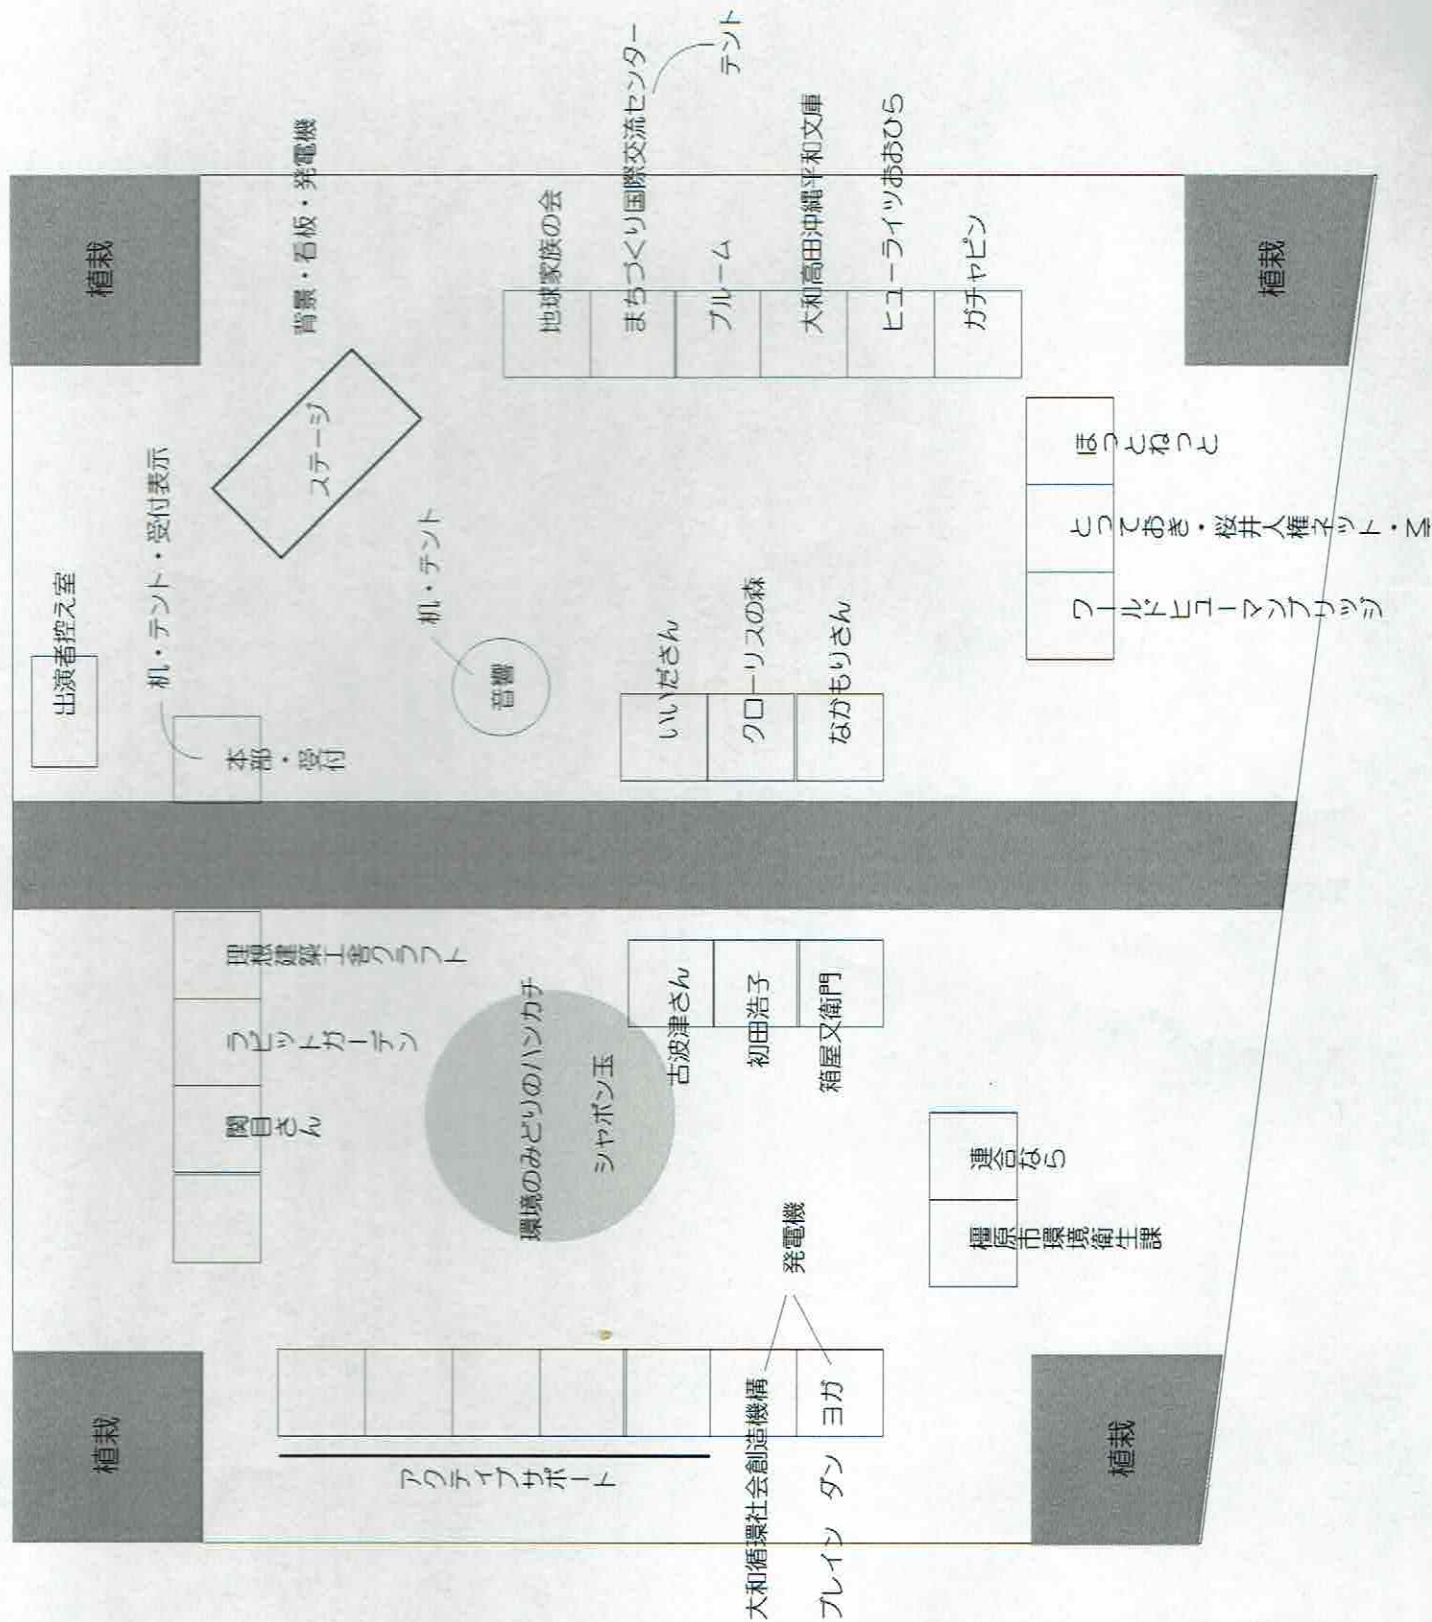 植栽
背景・看板・発電機
ステージ
出演者控え室
机・テント・受付表示
本部・受付
机・テント
音響
地球家族の会
まちづくり国際交流センター
テント
ブルーム
大和高田沖縄平和文庫
ヒューライツおおひら
ガチャピン
植栽
いいださん
クローリスの森
なかもりさん
ほっとねっと
とっておき・桜井人権ネット・
ワールドヒューマンブリッジ
理想建築工舎クラフト
ラビットガーデン
関目さん
環境のみどりのハンカチ
シャボン玉
古波津さん
初田浩子
箱屋又衛門
連合なら
橿原市環境衛生課
発電機
植栽
アクティブサポート
大和循環社会創造機構
ブレイン ダン ヨガ
植栽